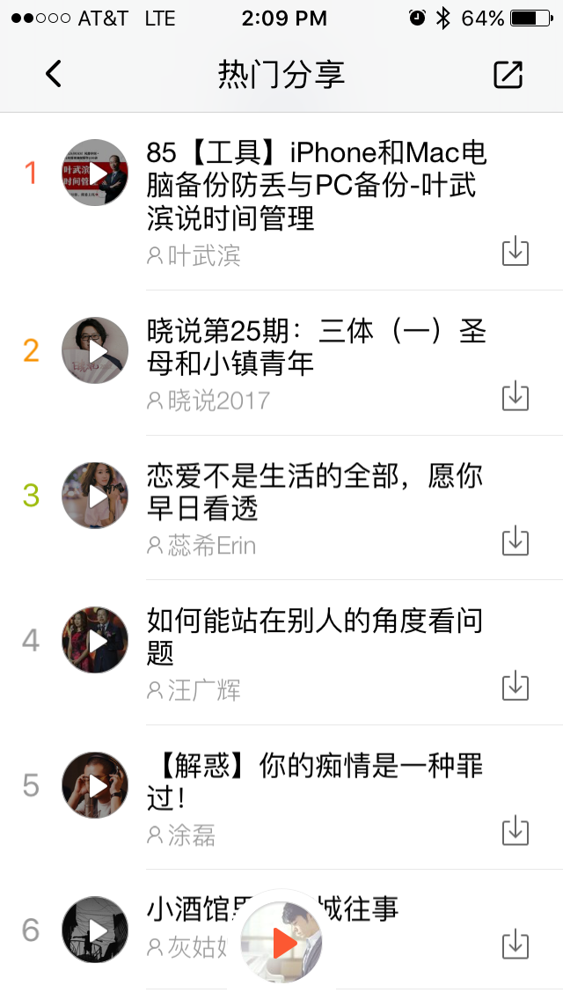 AT&T LTE 2:09 PM 64%
热门分享
1
85【工具】iPhone和Mac电
脑备份防丢与PC备份-叶武
滨说时间管理
叶武滨
2
晓说第25期：三体（一）圣
母和小镇青年
晓说2017
3
恋爱不是生活的全部，愿你
早日看透
蕊希Erin
4
如何能站在别人的角度看问
题
汪广辉
5
【解惑】你的痴情是一种罪
过！
涂磊
6
小酒馆里 城往事
灰姑